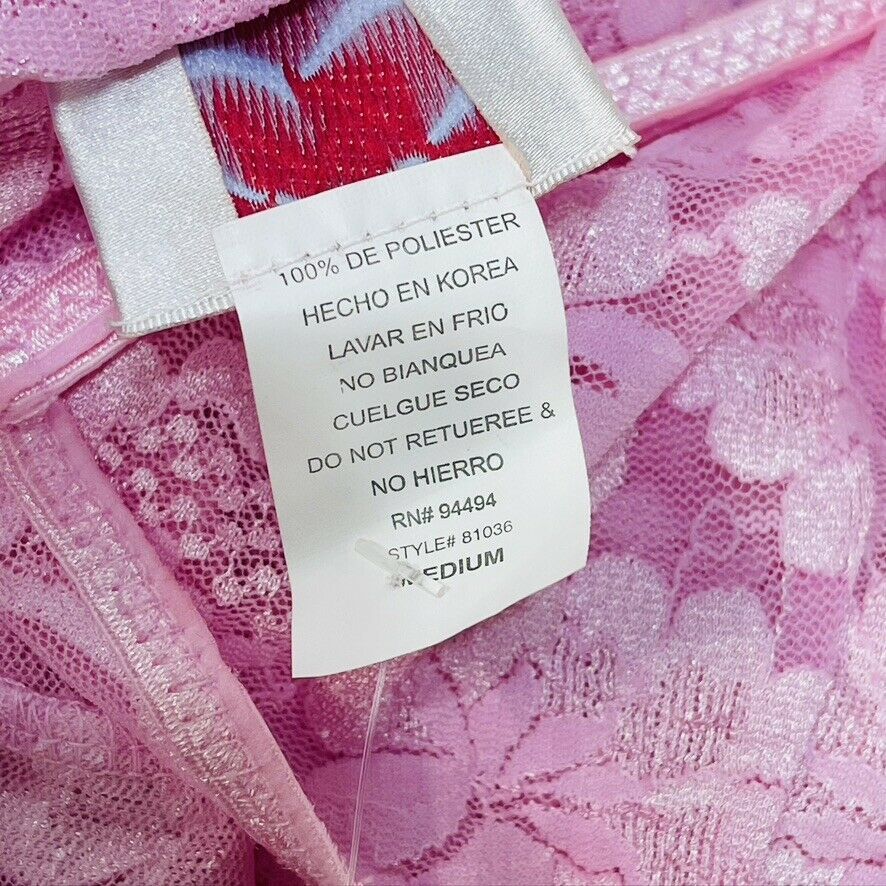 100% DE POLIESTER
HECHO EN KOREA
LAVAR EN FRIO
NO BIANQUEA
CUELGUE SECO
DO NOT RETUEREE &
NO HIERRO
RN# 94494
STYLE# 81036
MEDIUM